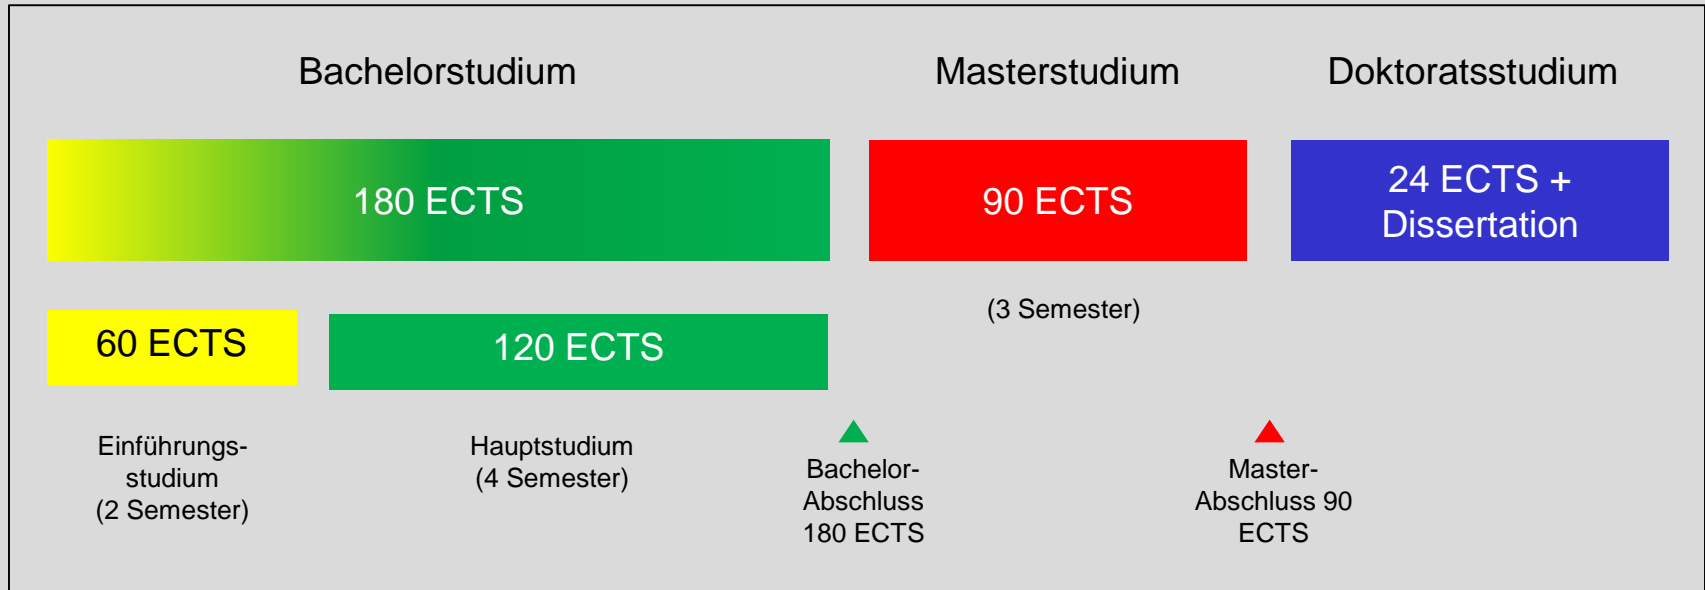 Bachelorstudium
Masterstudium
Doktoratsstudium
180 ECTS
90 ECTS
24 ECTS +
Dissertation
(3 Semester)
60 ECTS
120 ECTS
Einführungs-
studium
(2 Semester)
Hauptstudium
(4 Semester)
Bachelor-
Abschluss
180 ECTS
Master-
Abschluss 90
ECTS